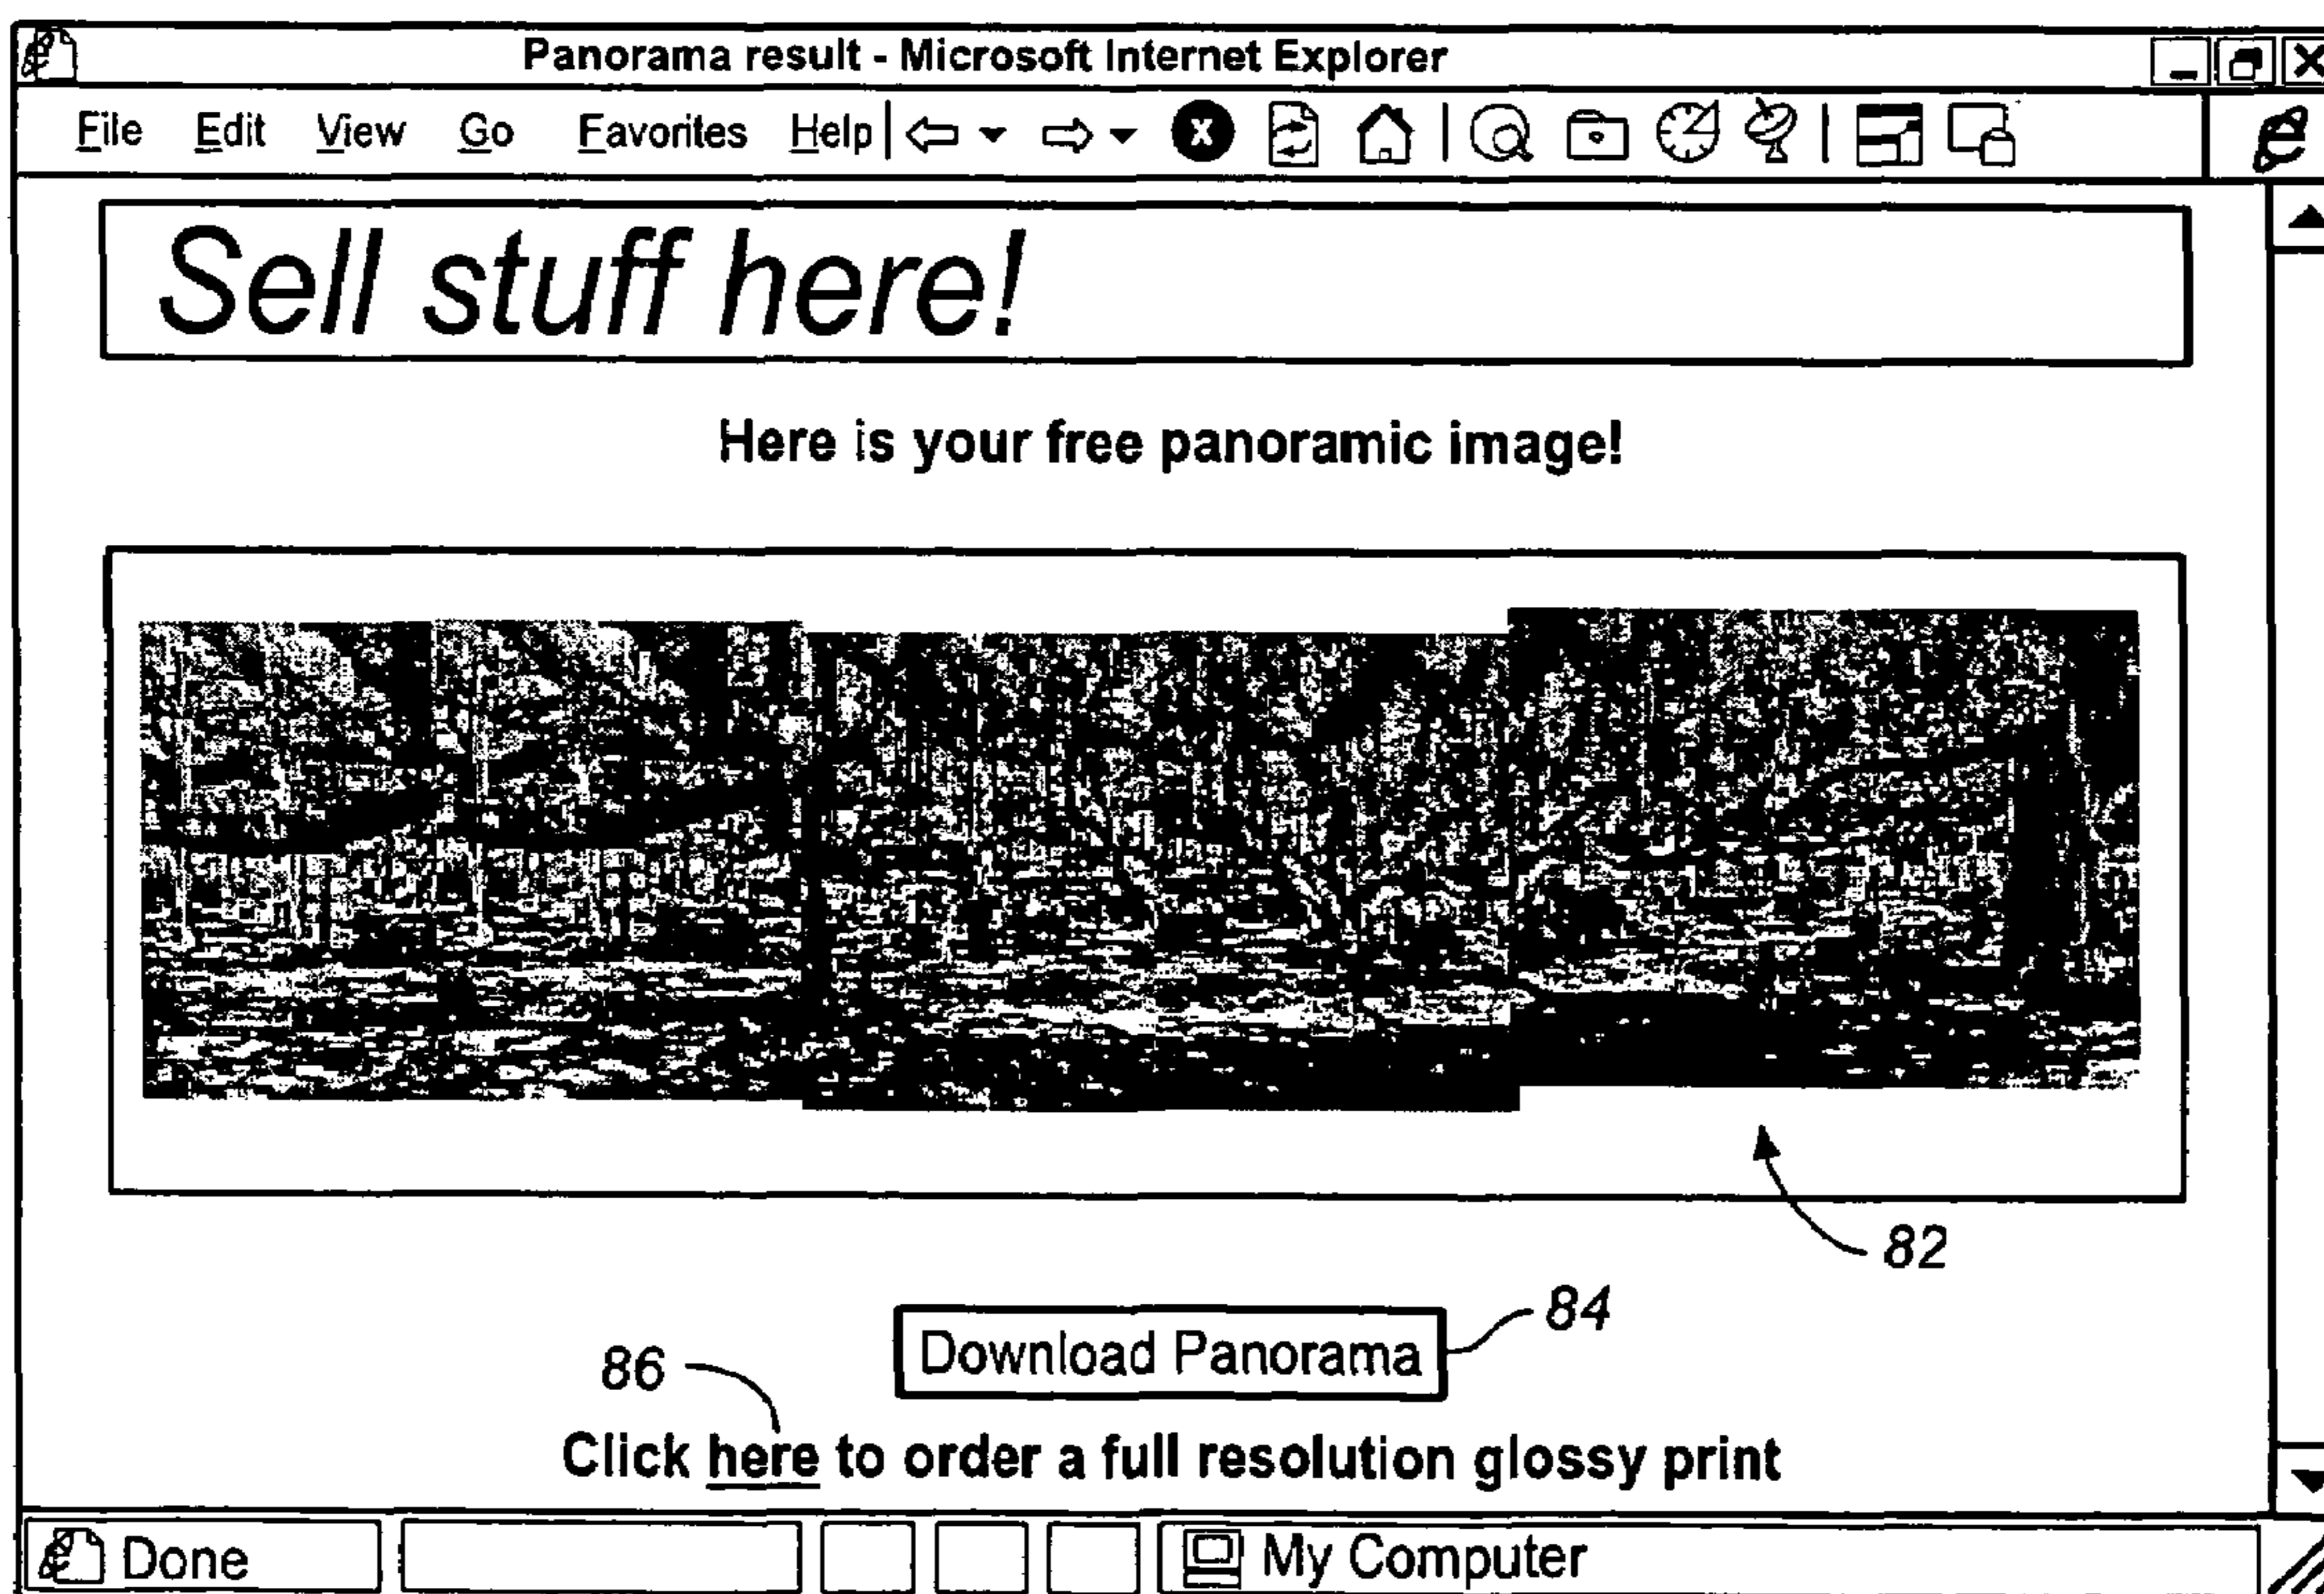 Panorama result - Microsoft Internet Explorer
File Edit View Go Favorites Help
Sell stuff here!
Here is your free panoramic image!
82
84
Download Panorama
86
Click here to order a full resolution glossy print
Done
My Computer